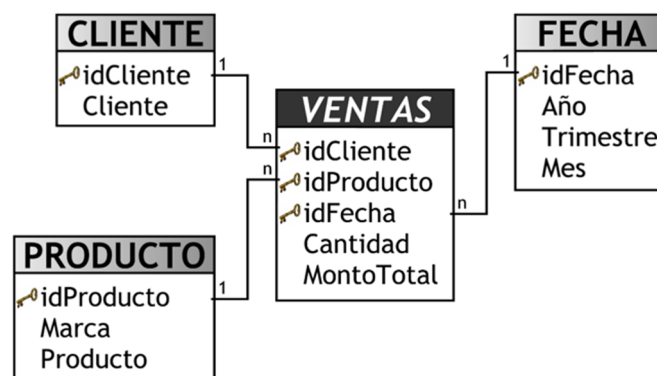 CLIENTE
idCliente
Cliente
1
n
VENTAS
idCliente
idProducto
idFecha
Cantidad
MontoTotal
FECHA
1
idFecha
Año
Trimestre
Mes
n
PRODUCTO
idProducto
Marca
Producto
1
n